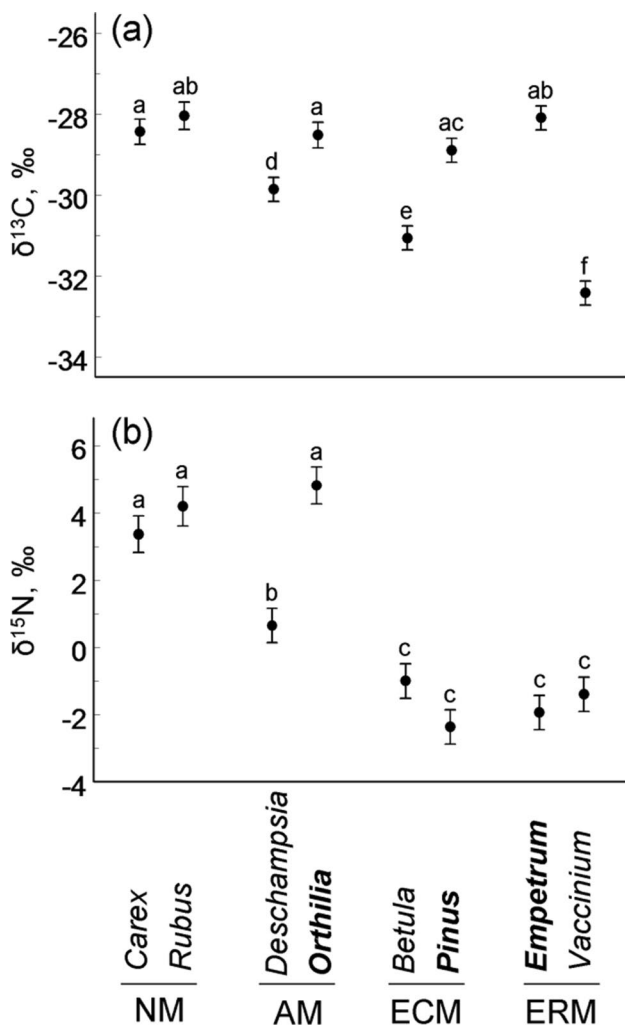 (a)
-26
-28
-30
-32
-34
δ¹³C, ‰
a
ab
d
a
e
ac
ab
f
(b)
6
4
2
0
-2
-4
δ¹⁵N, ‰
a
a
b
a
c
c
c
c
Carex
Rubus
Deschampsia
Orthilia
Betula
Pinus
Empetrum
Vaccinium
NM
AM
ECM
ERM